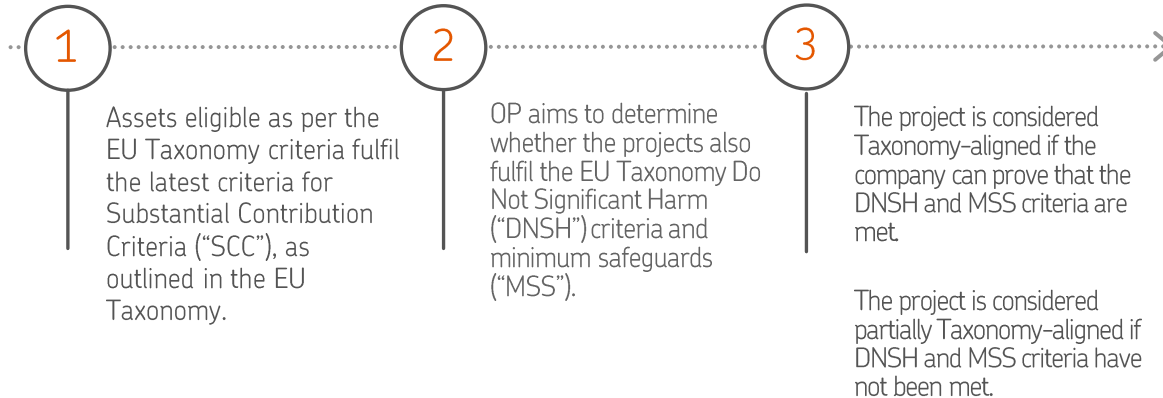 1
Assets eligible as per the
EU Taxonomy criteria fulfil
the latest criteria for
Substantial Contribution
Criteria (“SCC”), as
outlined in the EU
Taxonomy.
2
OP aims to determine
whether the projects also
fulfil the EU Taxonomy Do
Not Significant Harm
(“DNSH”) criteria and
minimum safeguards
(“MSS”).
3
The project is considered
Taxonomy-aligned if the
company can prove that the
DNSH and MSS criteria are
met.
The project is considered
partially Taxonomy-aligned if
DNSH and MSS criteria have
not been met.